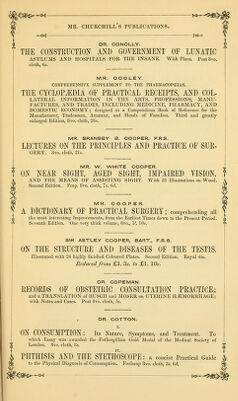 MR. CHURCHILL'S PUBLICATIONS.
DR. CONOLLY.
THE CONSTRUCTION AND GOVERNMENT OF LUNATIC
ASYLUMS AND HOSPITALS FOR THE INSANE. With Plans. Post 8vo.
cloth, 6s.
MR. COOLEY.
COMPREHENSIVE SUPPLEMENT TO THE PHARMACOPŒIAS.
THE CYCLOPÆDIA OF PRACTICAL RECEIPTS, AND COL-
LATERAL INFORMATION IN THE ARTS, PROFESSIONS, MANU-
FACTURES, AND TRADES, INCLUDING MEDICINE, PHARMACY, AND
DOMESTIC ECONOMY; designed as a Compendious Book of Reference for the
Manufacturer, Tradesman, Amateur, and Heads of Families. Third and greatly
enlarged Edition, 8vo. cloth, 26s.
MR. BRANSBY B. COOPER, F.R.S.
LECTURES ON THE PRINCIPLES AND PRACTICE OF SUR-
GERY. 8vo. cloth, 21s.
MR. W. WHITE COOPER.
ON NEAR SIGHT, AGED SIGHT, IMPAIRED VISION,
AND THE MEANS OF ASSISTING SIGHT. With 31 Illustrations on Wood.
Second Edition. Fcap. 8vo. cloth, 7s. 6d.
MR. COOPER.
A DICTIONARY OF PRACTICAL SURGERY; comprehending all
the most interesting Improvements, from the Earliest Times down to the Present Period.
Seventh Edition. One very thick volume, 8vo., 1l. 10s.
SIR ASTLEY COOPER, BART., F.R.S.
ON THE STRUCTURE AND DISEASES OF THE TESTIS.
Illustrated with 24 highly finished Coloured Plates. Second Edition. Royal 4to.
Reduced from £3. 3s. to £1. 10s.
DR. COPEMAN.
RECORDS OF OBSTETRIC CONSULTATION PRACTICE;
and a TRANSLATION of BUSCH and MOSER on UTERINE HÆMORRHAGE;
with Notes and Cases. Post 8vo. cloth, 5s.
DR. COTTON.
I.
ON CONSUMPTION: Its Nature, Symptoms, and Treatment. To
which Essay was awarded the Fothergillian Gold Medal of the Medical Society of
London. 8vo. cloth, 8s.
II.
PHTHISIS AND THE STETHOSCOPE: a concise Practical Guide
to the Physical Diagnosis of Consumption. Foolscap 8vo. cloth, 3s. 6d.